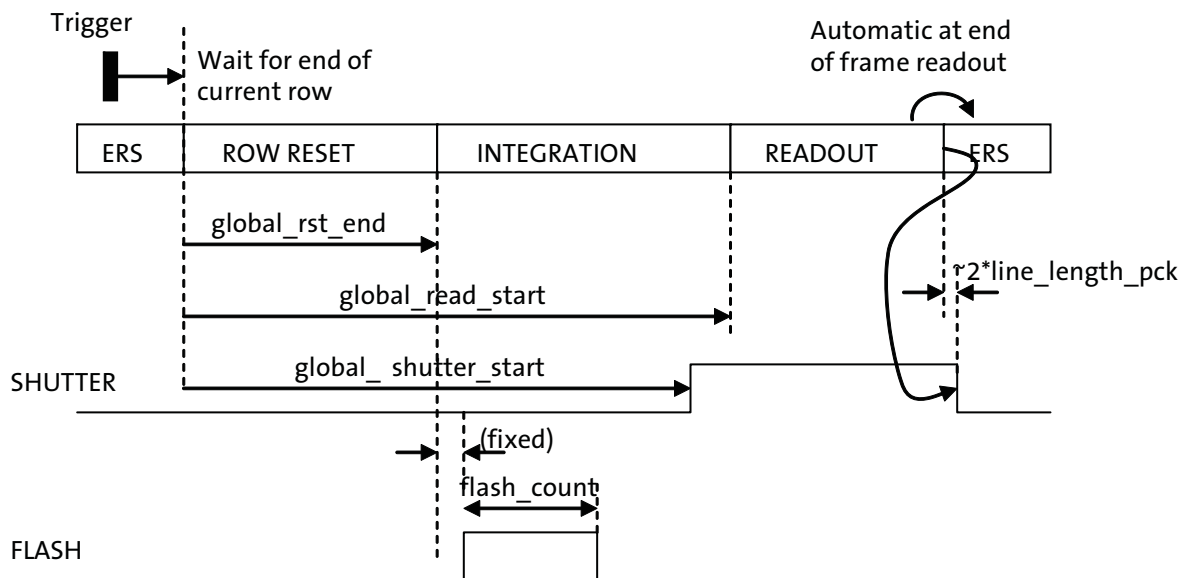 Trigger
Wait for end of
current row
Automatic at end
of frame readout
ERS
ROW RESET
INTEGRATION
READOUT
ERS
global_rst_end
~2*line_length_pck
global_read_start
global_ shutter_start
SHUTTER
(fixed)
flash_count
FLASH